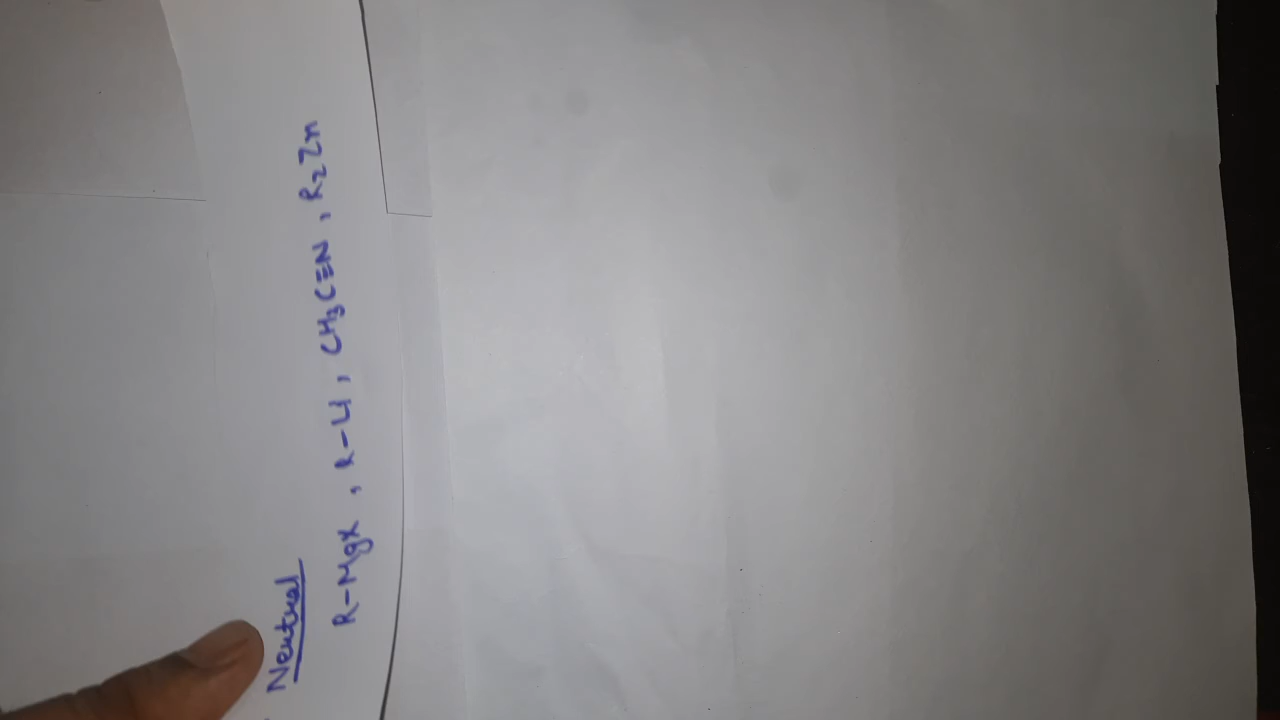 Neutral
R-MgX, R-Li, CH₃C≡N, R₂Zn